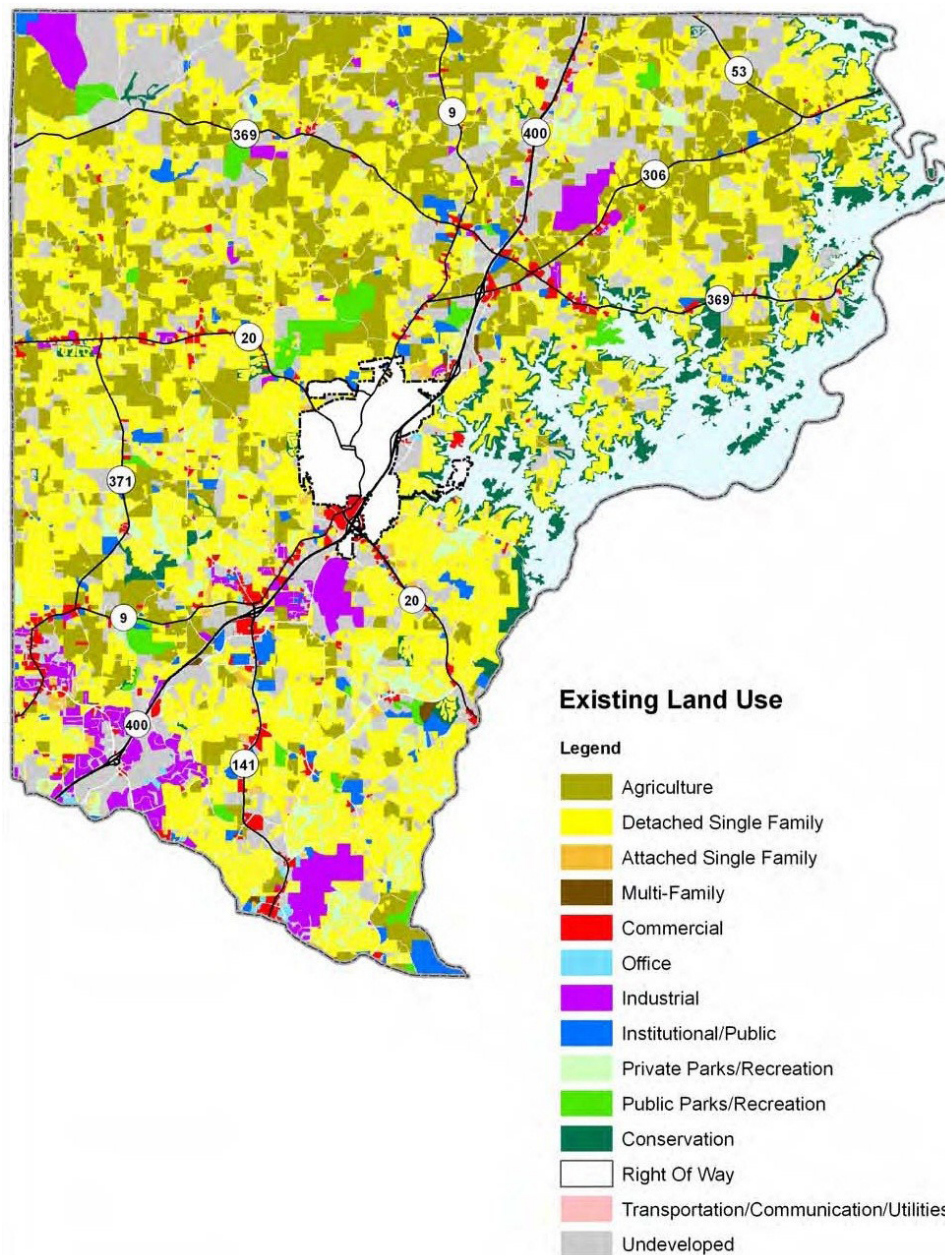 53
9
400
369
306
369
20
371
20
9
400
141
Existing Land Use
Legend
Agriculture
Detached Single Family
Attached Single Family
Multi-Family
Commercial
Office
Industrial
Institutional/Public
Private Parks/Recreation
Public Parks/Recreation
Conservation
Right Of Way
Transportation/Communication/Utilities
Undeveloped